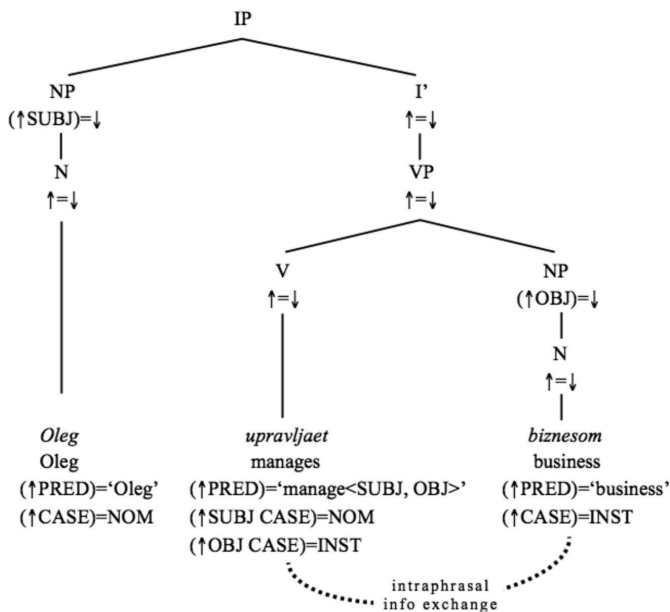 IP
NP I'
(↑SUBJ)=↓ ↑=↓
N VP
↑=↓ ↑=↓
V NP
↑=↓ (↑OBJ)=↓
N
↑=↓
Oleg upravljaet biznesom
Oleg manages business
(↑PRED)=‘Oleg’ (↑PRED)=‘manage<SUBJ, OBJ>’ (↑PRED)=‘business’
(↑CASE)=NOM (↑SUBJ CASE)=NOM (↑CASE)=INST
(↑OBJ CASE)=INST
intraphrasal
info exchange